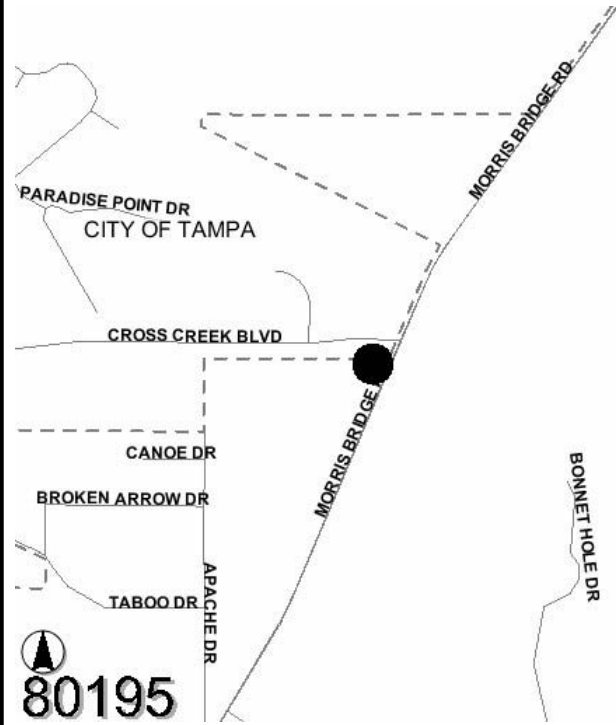 MORRIS BRIDGE RD
PARADISE POINT DR
CITY OF TAMPA
CROSS CREEK BLVD
MORRIS BRIDGE
CANOE DR
BROKEN ARROW DR
BONNET HOLE DR
TABOO DR
APACHE DR
80195